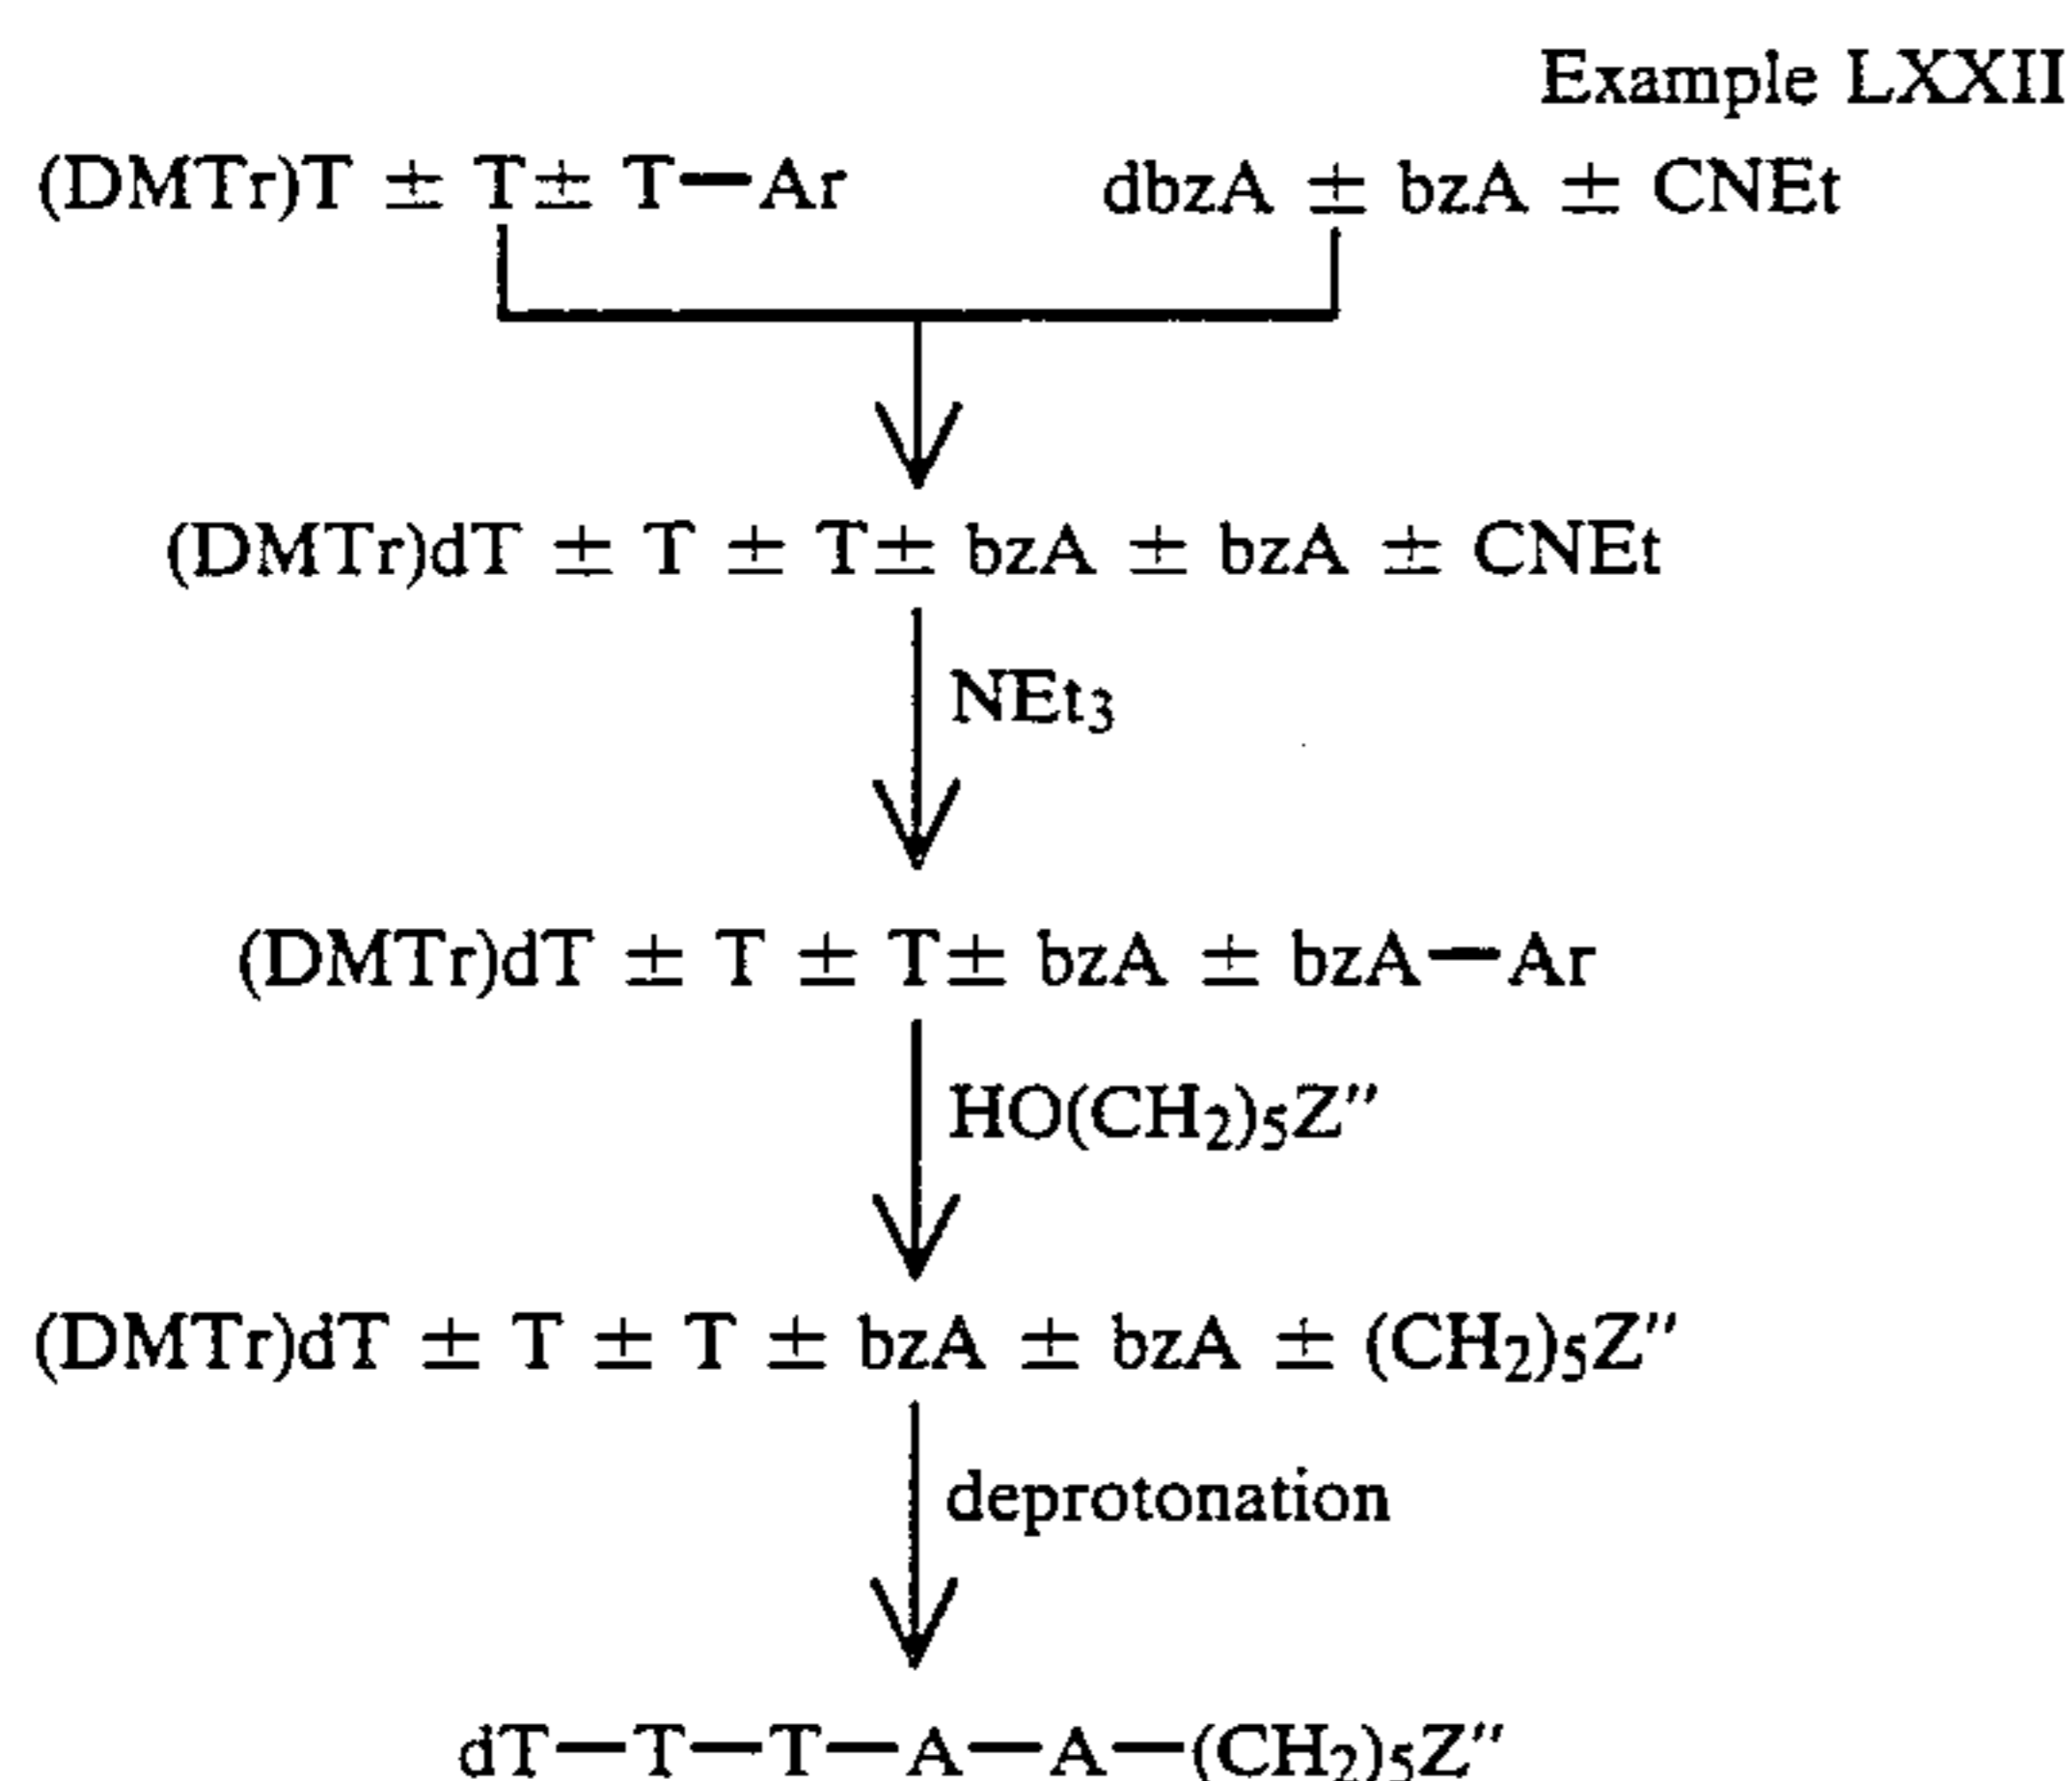 Example LXXII
(DMTr)T ± T± T—Ar dbzA ± bzA ± CNEt
(DMTr)dT ± T ± T± bzA ± bzA ± CNEt
NEt3
(DMTr)dT ± T ± T± bzA ± bzA—Ar
HO(CH2)5Z″
(DMTr)dT ± T ± T ± bzA ± bzA ± (CH2)5Z″
deprotonation
dT—T—T—A—A—(CH2)5Z″